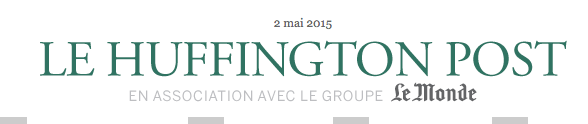 2 mai 2015
LE HUFFINGTON POST
EN ASSOCIATION AVEC LE GROUPE Le Monde